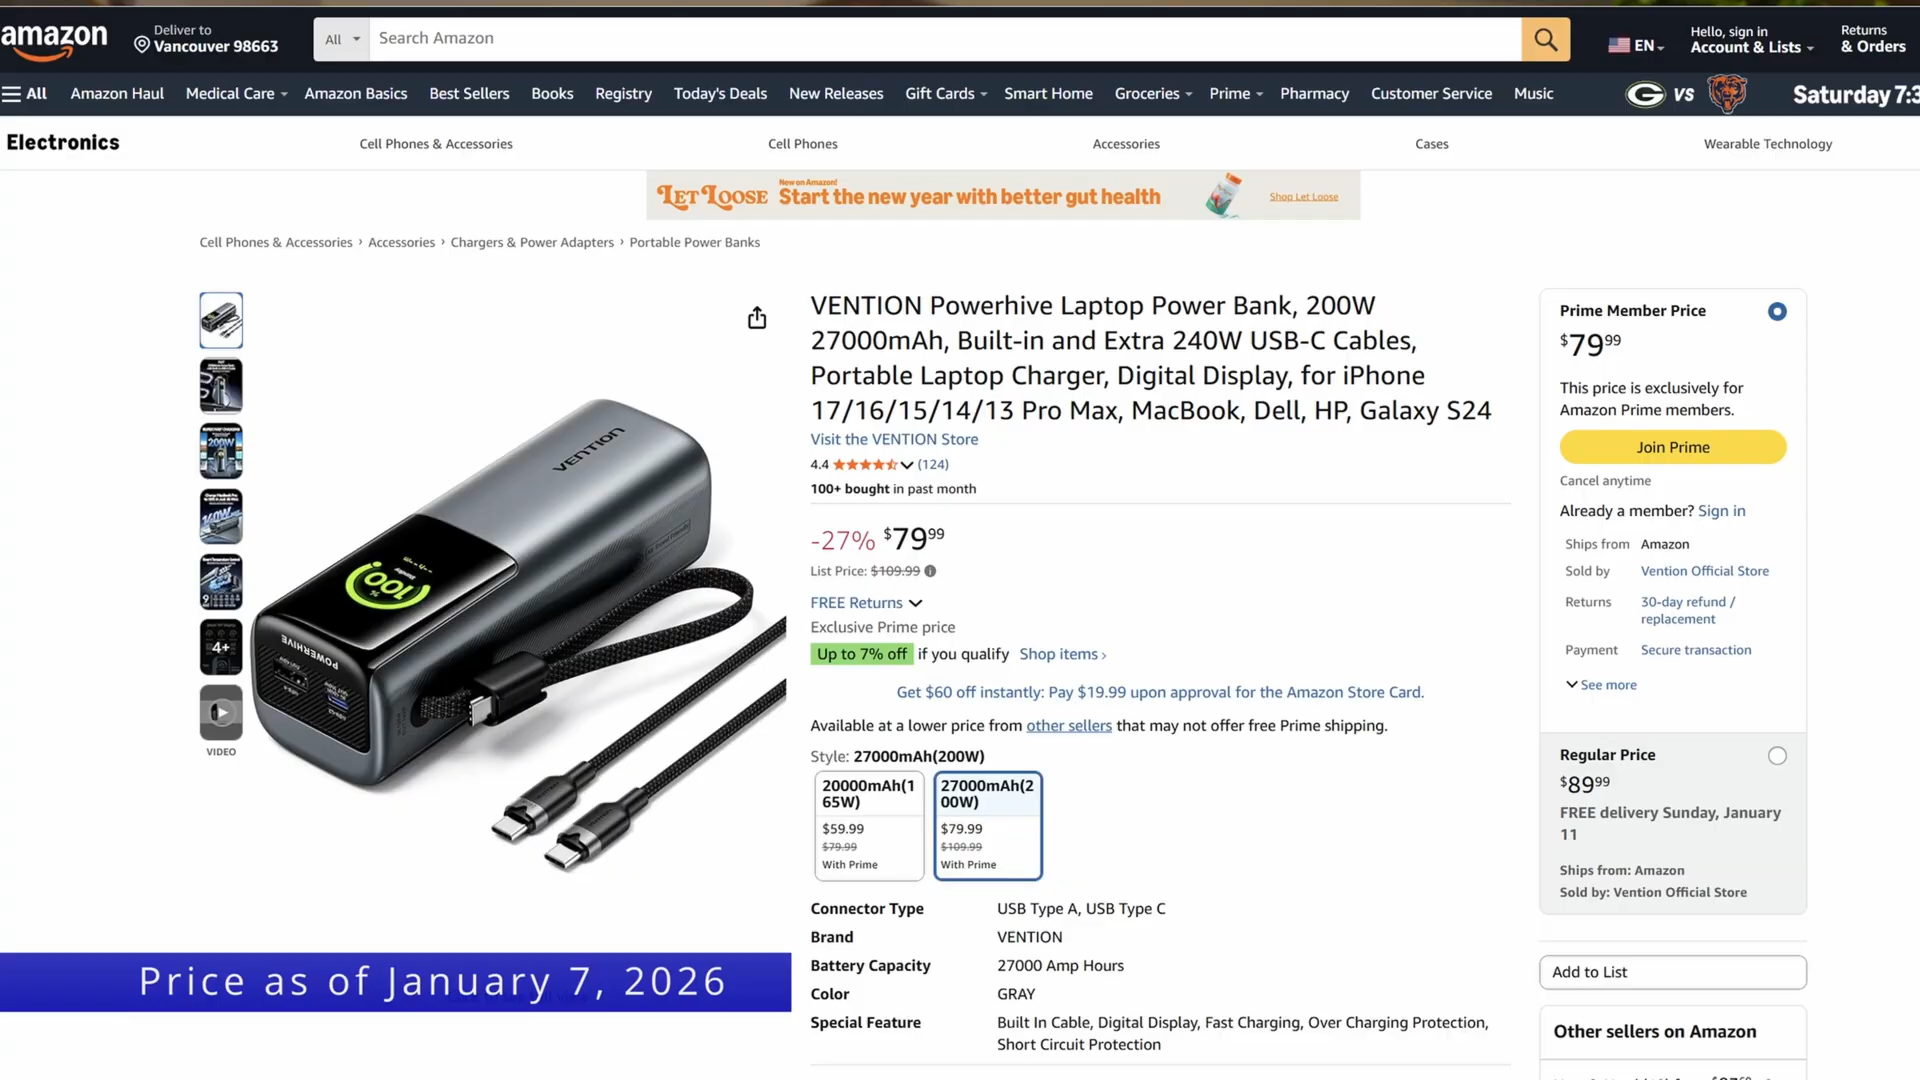 amazon
Deliver to
Vancouver 98663
All
Search Amazon
EN
Hello, sign in
Account & Lists
Returns
& Orders
All Amazon Haul Medical Care Amazon Basics Best Sellers Books Registry Today's Deals New Releases Gift Cards Smart Home Groceries Prime Pharmacy Customer Service Music
G VS
Saturday 7:3
Electronics Cell Phones & Accessories Cell Phones Accessories Cases Wearable Technology
LET LOOSE
New on Amazon!
Start the new year with better gut health
Shop Let Loose
Cell Phones & Accessories › Accessories › Chargers & Power Adapters › Portable Power Banks
200W
140W
9
4+
VIDEO
VENTION
100%
POWERHIVE
VENTION Powerhive Laptop Power Bank, 200W
27000mAh, Built-in and Extra 240W USB-C Cables,
Portable Laptop Charger, Digital Display, for iPhone
17/16/15/14/13 Pro Max, MacBook, Dell, HP, Galaxy S24
Visit the VENTION Store
4.4 (124)
100+ bought in past month
-27% $79 99
List Price: $109.99
FREE Returns
Exclusive Prime price
Up to 7% off if you qualify Shop items ›
Get $60 off instantly: Pay $19.99 upon approval for the Amazon Store Card.
Available at a lower price from other sellers that may not offer free Prime shipping.
Style: 27000mAh(200W)
20000mAh(1
65W)
$59.99
$79.99
With Prime
27000mAh(2
00W)
$79.99
$109.99
With Prime
Connector Type USB Type A, USB Type C
Brand VENTION
Battery Capacity 27000 Amp Hours
Color GRAY
Special Feature Built In Cable, Digital Display, Fast Charging, Over Charging Protection,
Short Circuit Protection
Prime Member Price
$79 99
This price is exclusively for
Amazon Prime members.
Join Prime
Cancel anytime
Already a member? Sign in
Ships from Amazon
Sold by Vention Official Store
Returns 30-day refund /
replacement
Payment Secure transaction
See more
Regular Price
$89 99
FREE delivery Sunday, January
11
Ships from: Amazon
Sold by: Vention Official Store
Add to List
Other sellers on Amazon
Price as of January 7, 2026